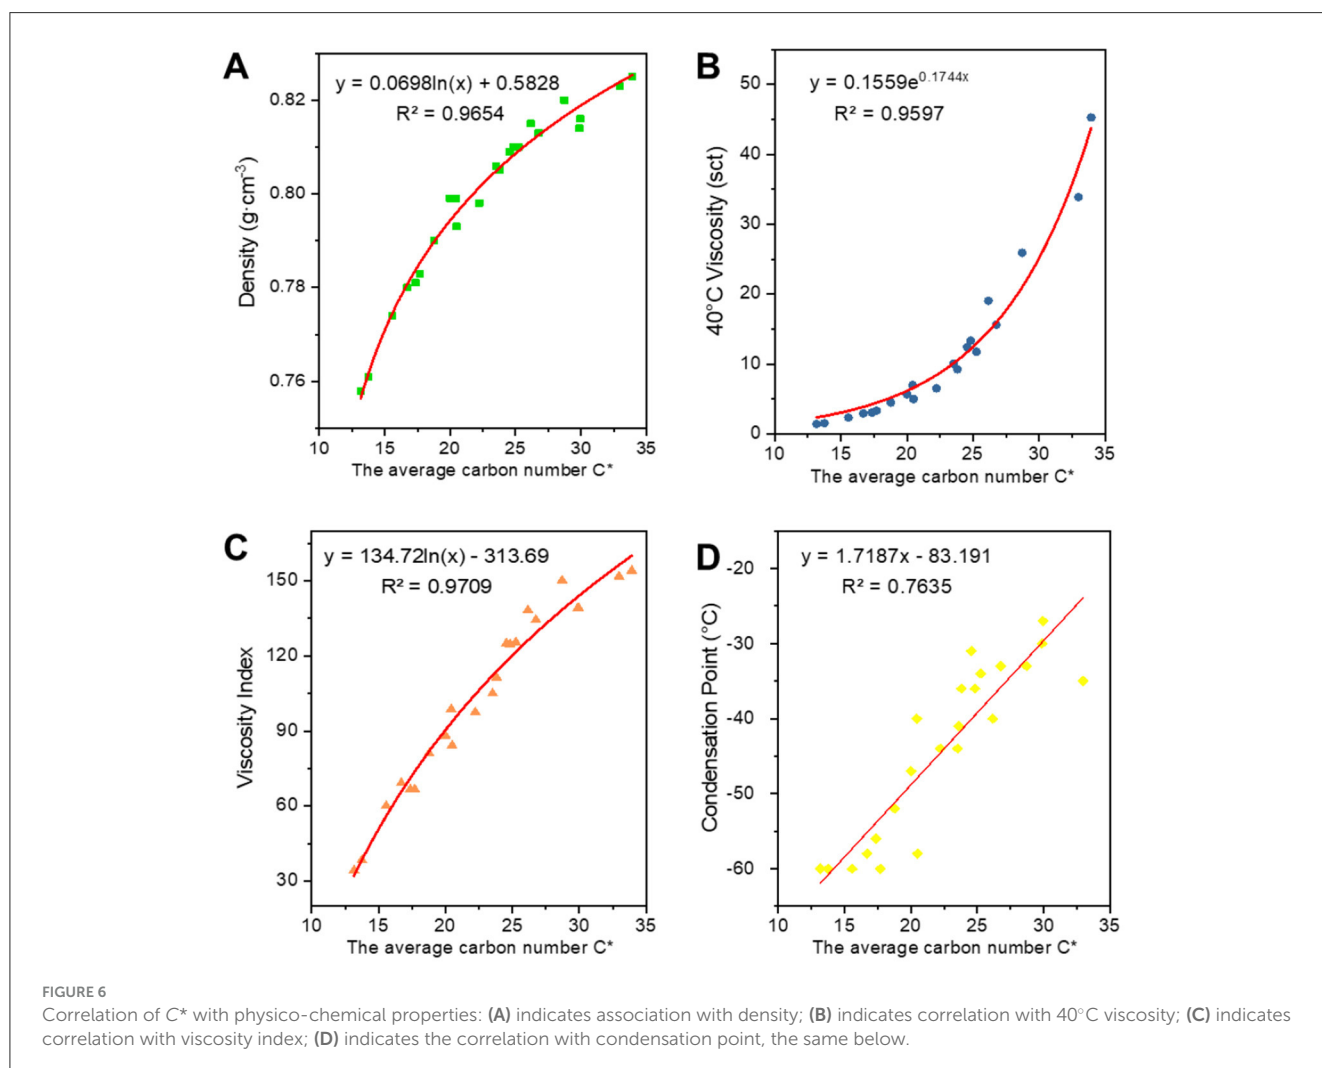 A
y = 0.0698ln(x) + 0.5828
R² = 0.9654
0.82
0.80
0.78
0.76
Density (g·cm⁻³)
10 15 20 25 30 35
The average carbon number C*
B
y = 0.1559e^0.1744x
R² = 0.9597
50
40
30
20
10
0
40°C Viscosity (sct)
10 15 20 25 30 35
The average carbon number C*
C
y = 134.72ln(x) - 313.69
R² = 0.9709
150
120
90
60
30
Viscosity Index
10 15 20 25 30 35
The average carbon number C*
D
y = 1.7187x - 83.191
R² = 0.7635
-20
-30
-40
-50
-60
Condensation Point (°C)
10 15 20 25 30 35
The average carbon number C*
FIGURE 6
Correlation of C* with physico-chemical properties: (A) indicates association with density; (B) indicates correlation with 40°C viscosity; (C) indicates
correlation with viscosity index; (D) indicates the correlation with condensation point, the same below.